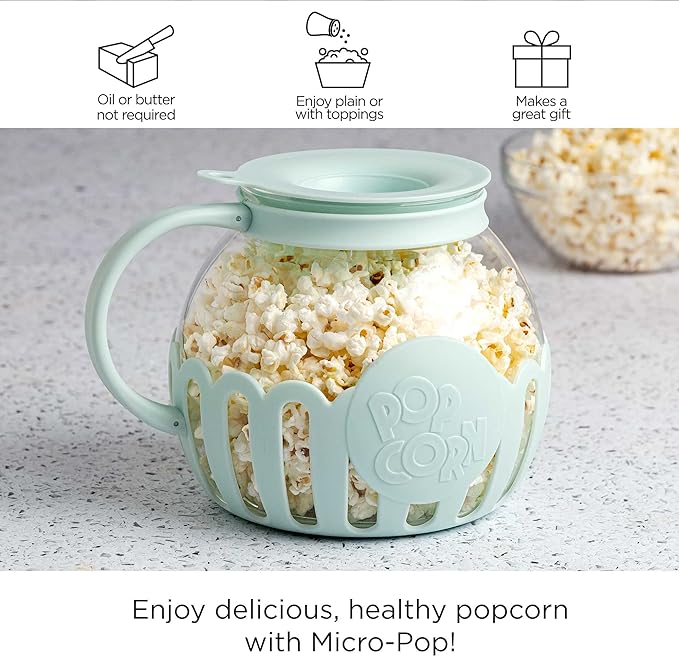 Oil or butter
not required
Enjoy plain or
with toppings
Makes a
great gift
POP
CORN
Enjoy delicious, healthy popcorn
with Micro-Pop!